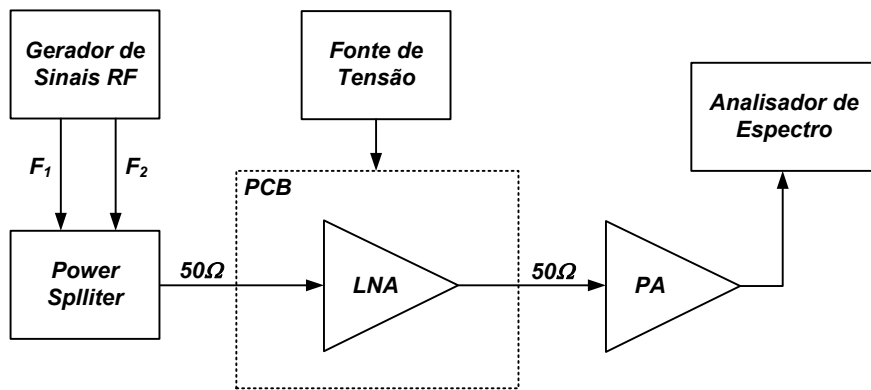 Gerador de
Sinais RF
Fonte de
Tensão
Analisador de
Espectro
F1
F2
PCB
Power
Splliter
50Ω
LNA
50Ω
PA